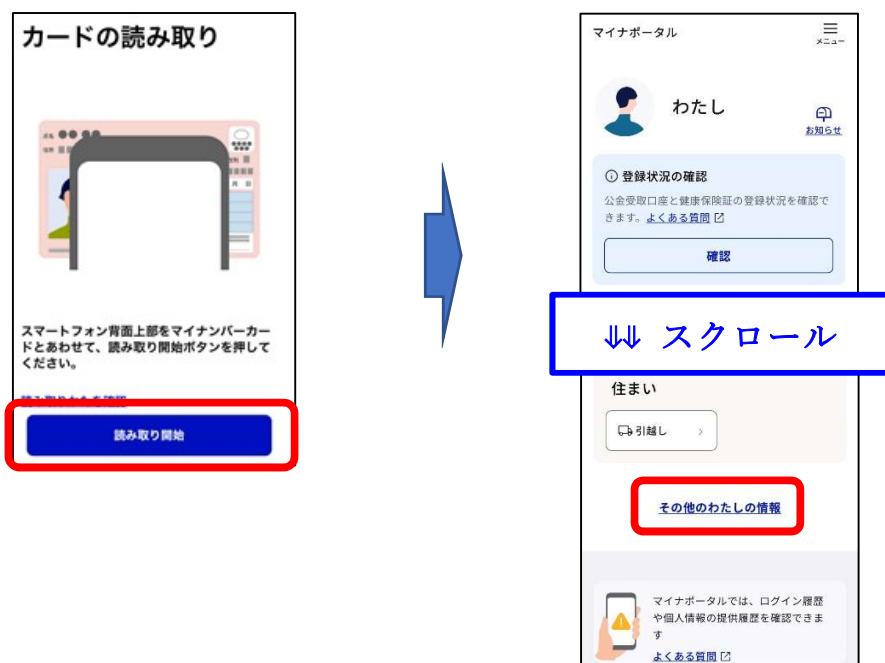 カードの読み取り
スマートフォン背面上部をマイナンバーカー
ドとあわせて、読み取り開始ボタンを押して
ください。
読み取り開始
マイナポータル
メニュー
わたし
お知らせ
登録状況の確認
公金受取口座と健康保険証の登録状況を確認で
きます。よくある質問
確認
⇓⇓ スクロール
住まい
引越し
その他のわたしの情報
マイナポータルでは、ログイン履歴
や個人情報の提供履歴を確認できま
す
よくある質問